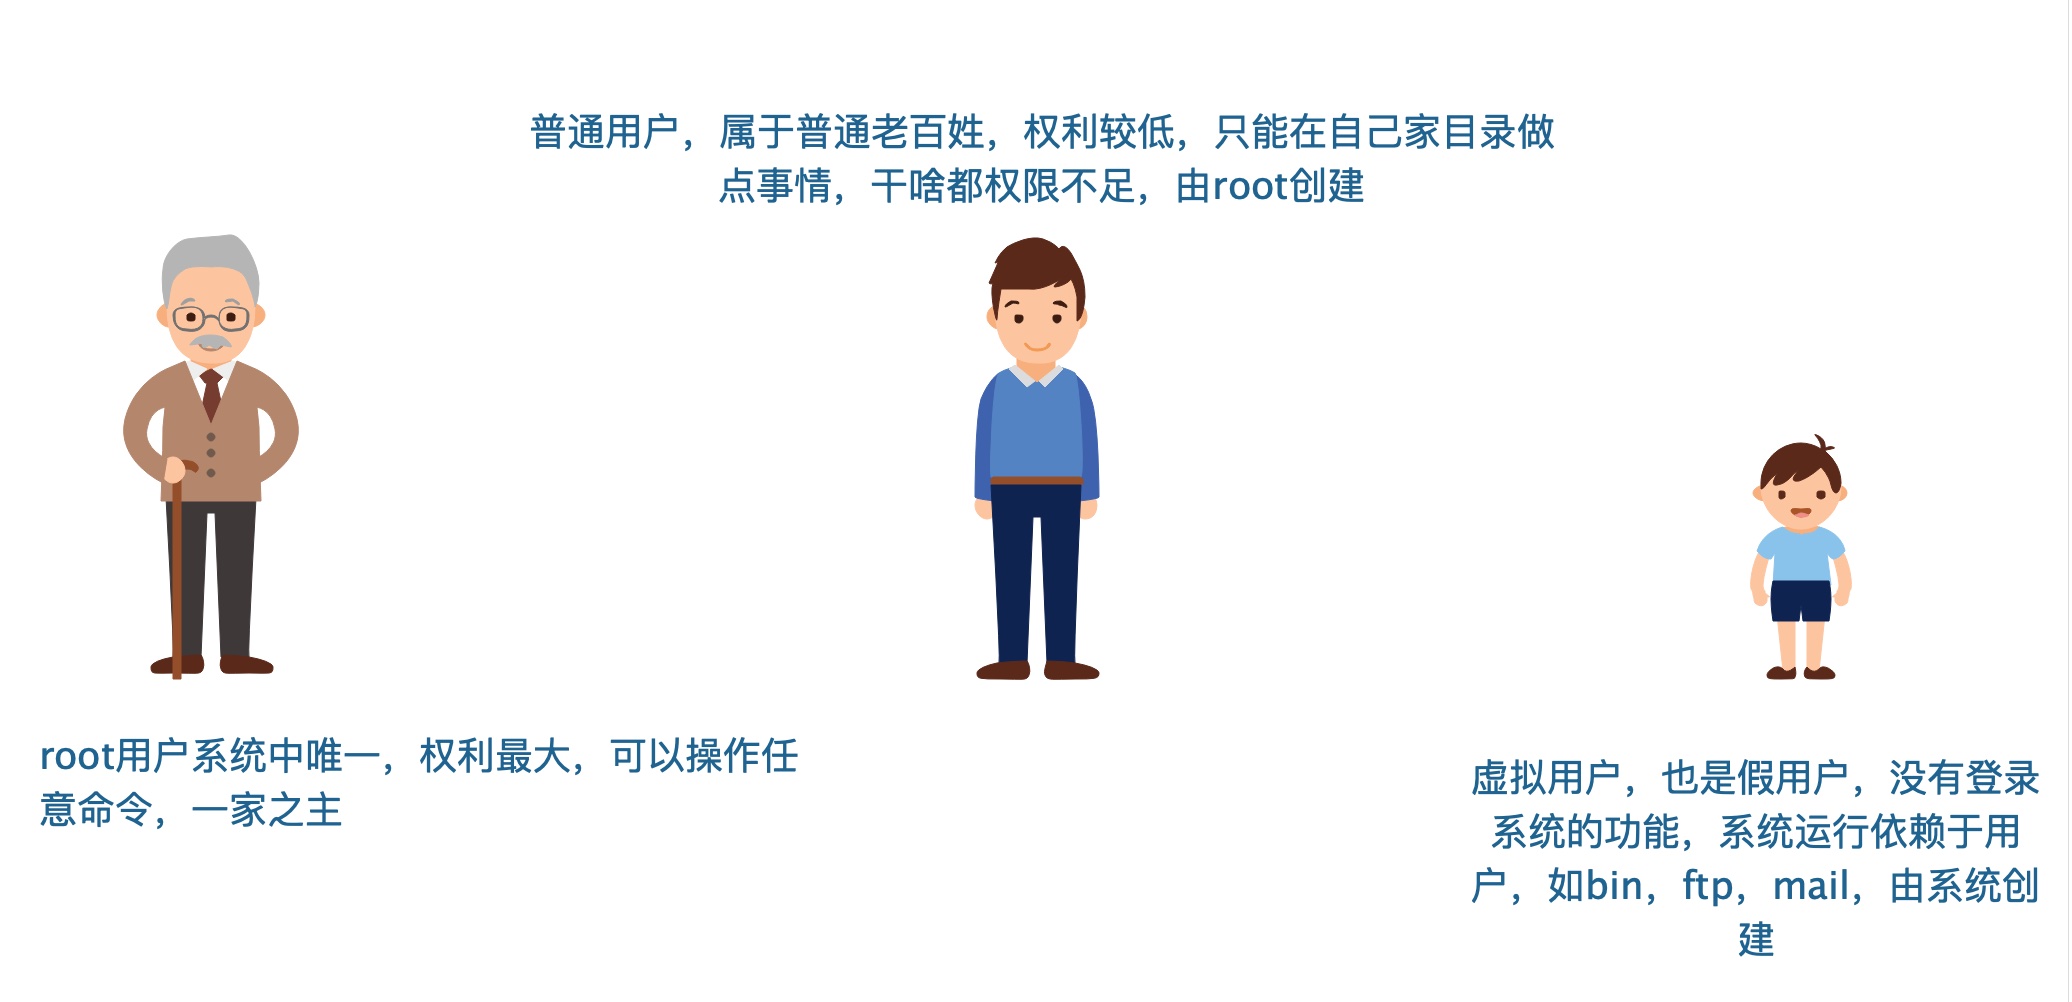 普通用户，属于普通老百姓，权利较低，只能在自己家目录做
点事情，干啥都权限不足，由root创建
root用户系统中唯一，权利最大，可以操作任
意命令，一家之主
虚拟用户，也是假用户，没有登录
系统的功能，系统运行依赖于用
户，如bin，ftp，mail，由系统创
建